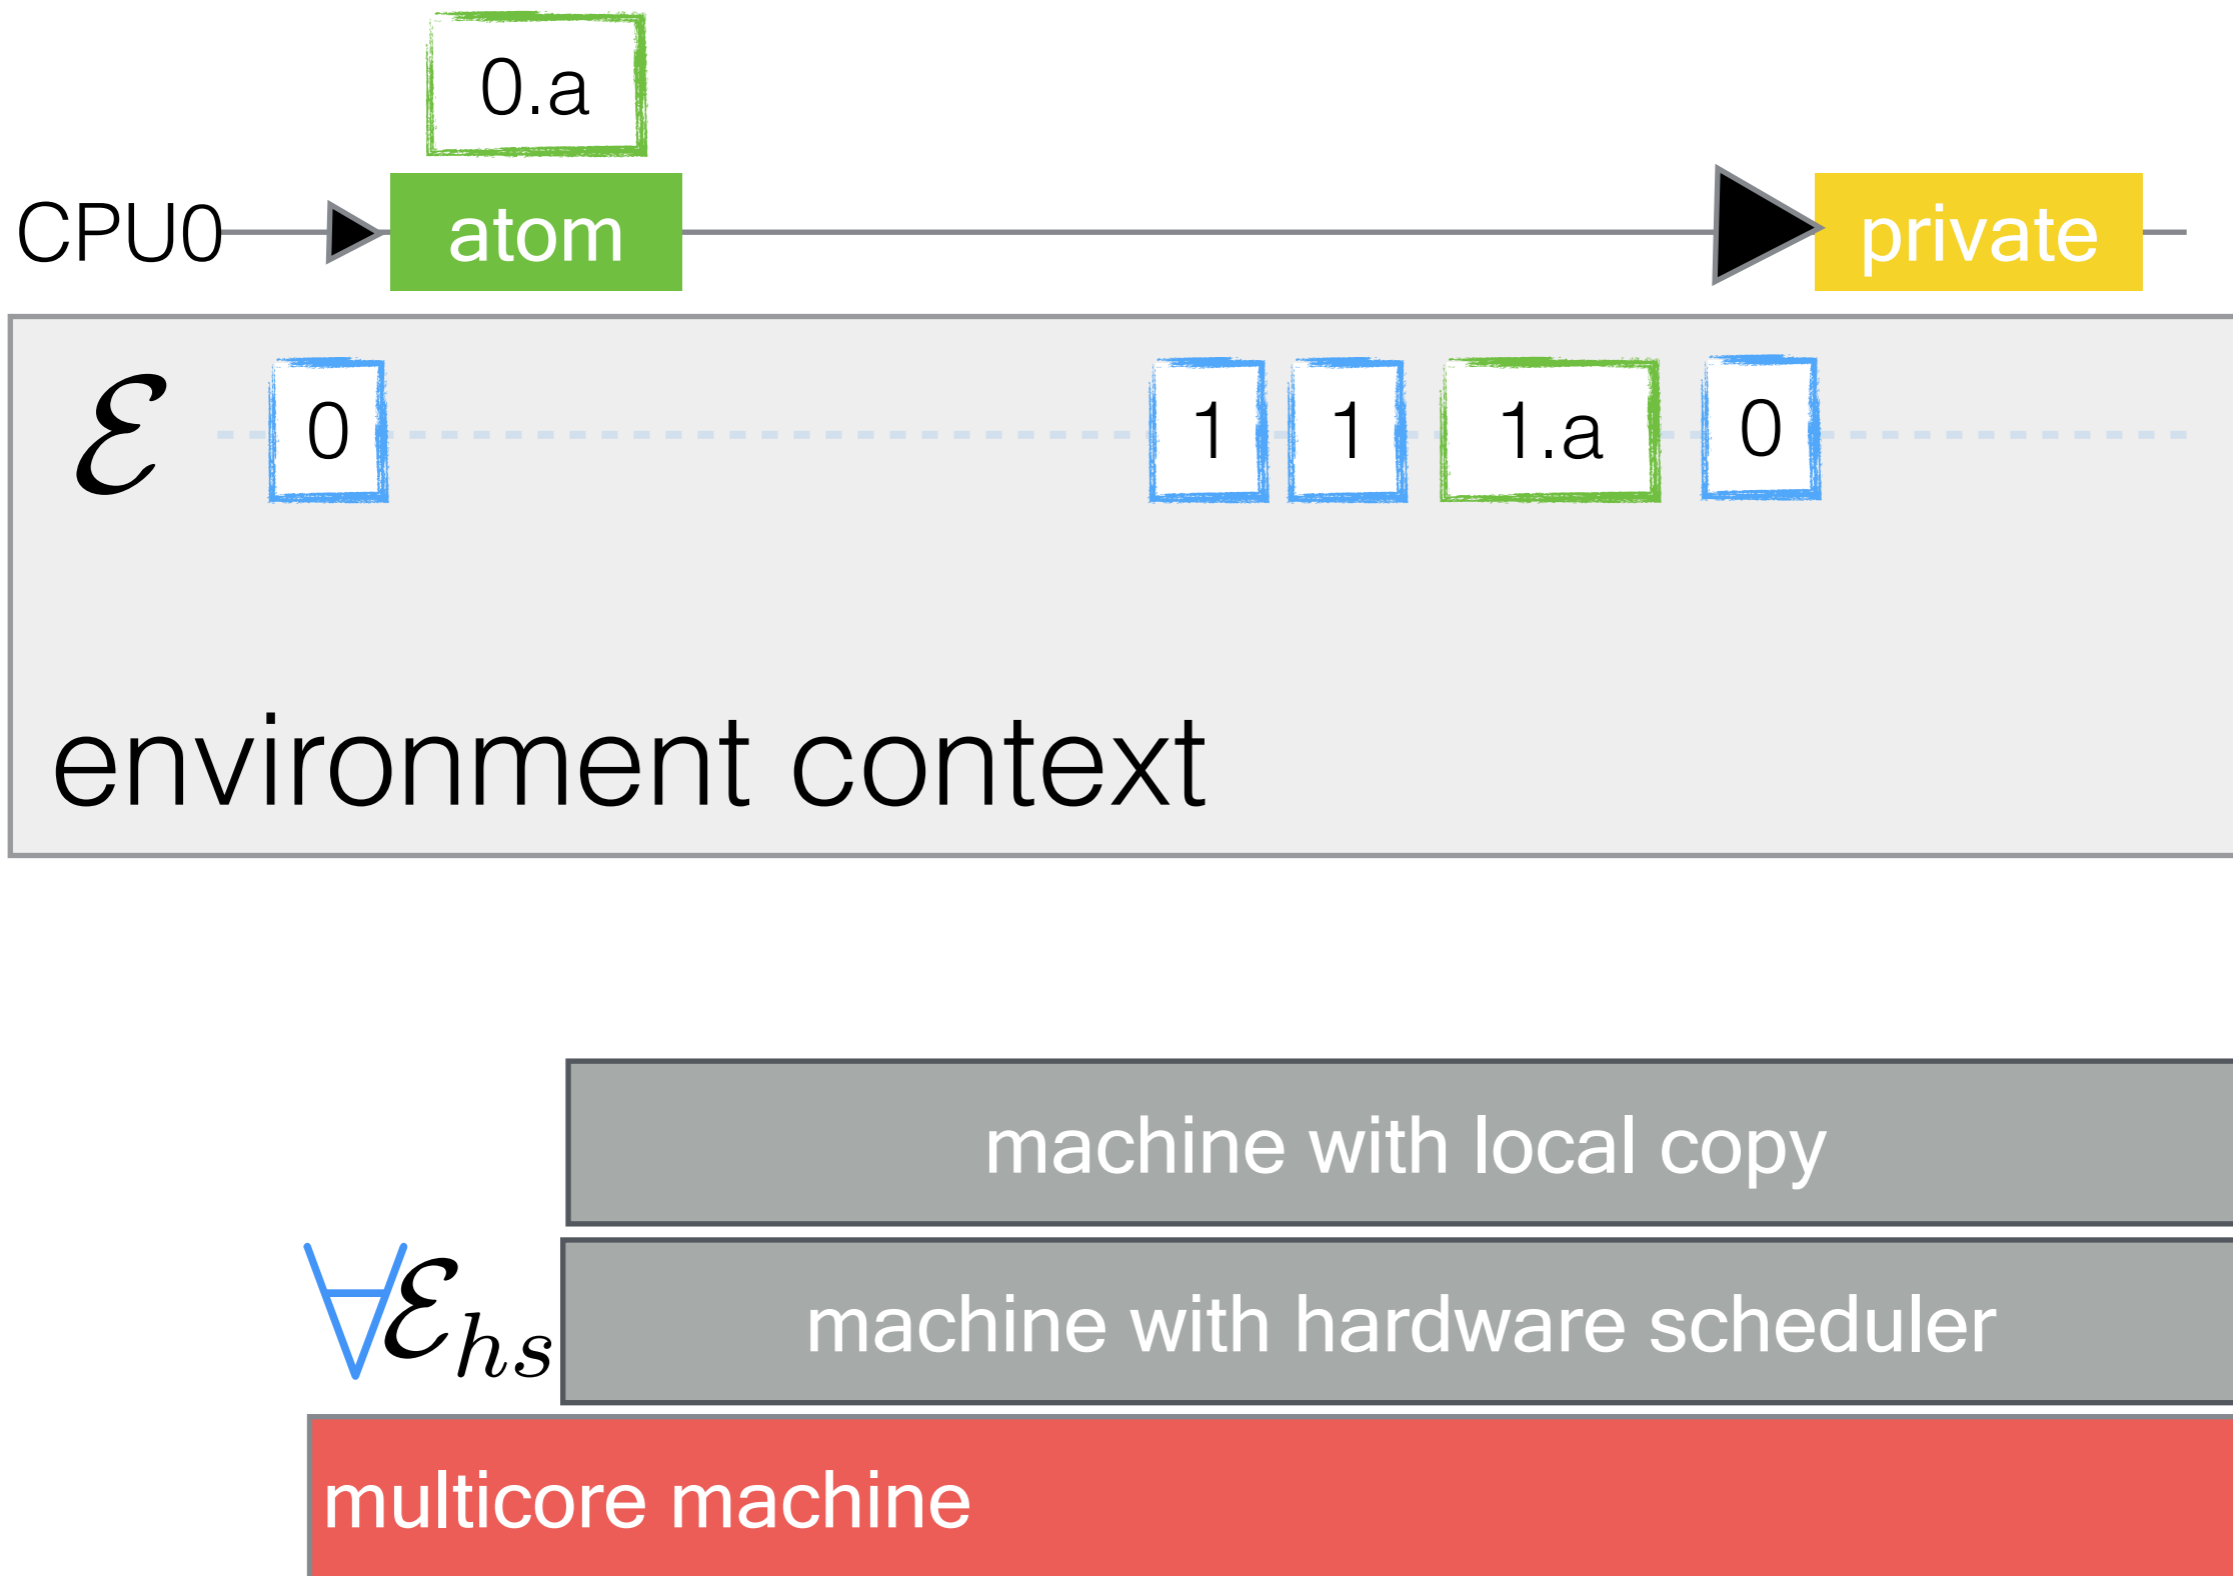 0.a
CPU0 atom private
ℰ 0 1 1 1.a 0
environment context
machine with local copy
∀ℰhs machine with hardware scheduler
multicore machine